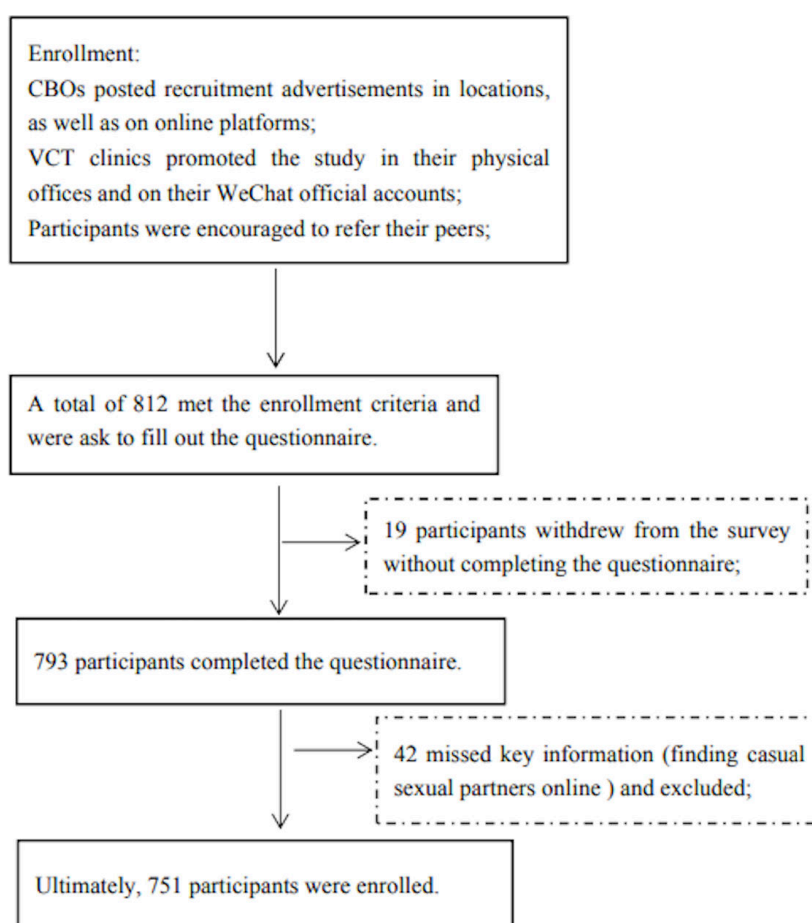 Enrollment:
CBOs posted recruitment advertisements in locations,
as well as on online platforms;
VCT clinics promoted the study in their physical
offices and on their WeChat official accounts;
Participants were encouraged to refer their peers;
A total of 812 met the enrollment criteria and
were ask to fill out the questionnaire.
19 participants withdrew from the survey
without completing the questionnaire;
793 participants completed the questionnaire.
42 missed key information (finding casual
sexual partners online ) and excluded;
Ultimately, 751 participants were enrolled.